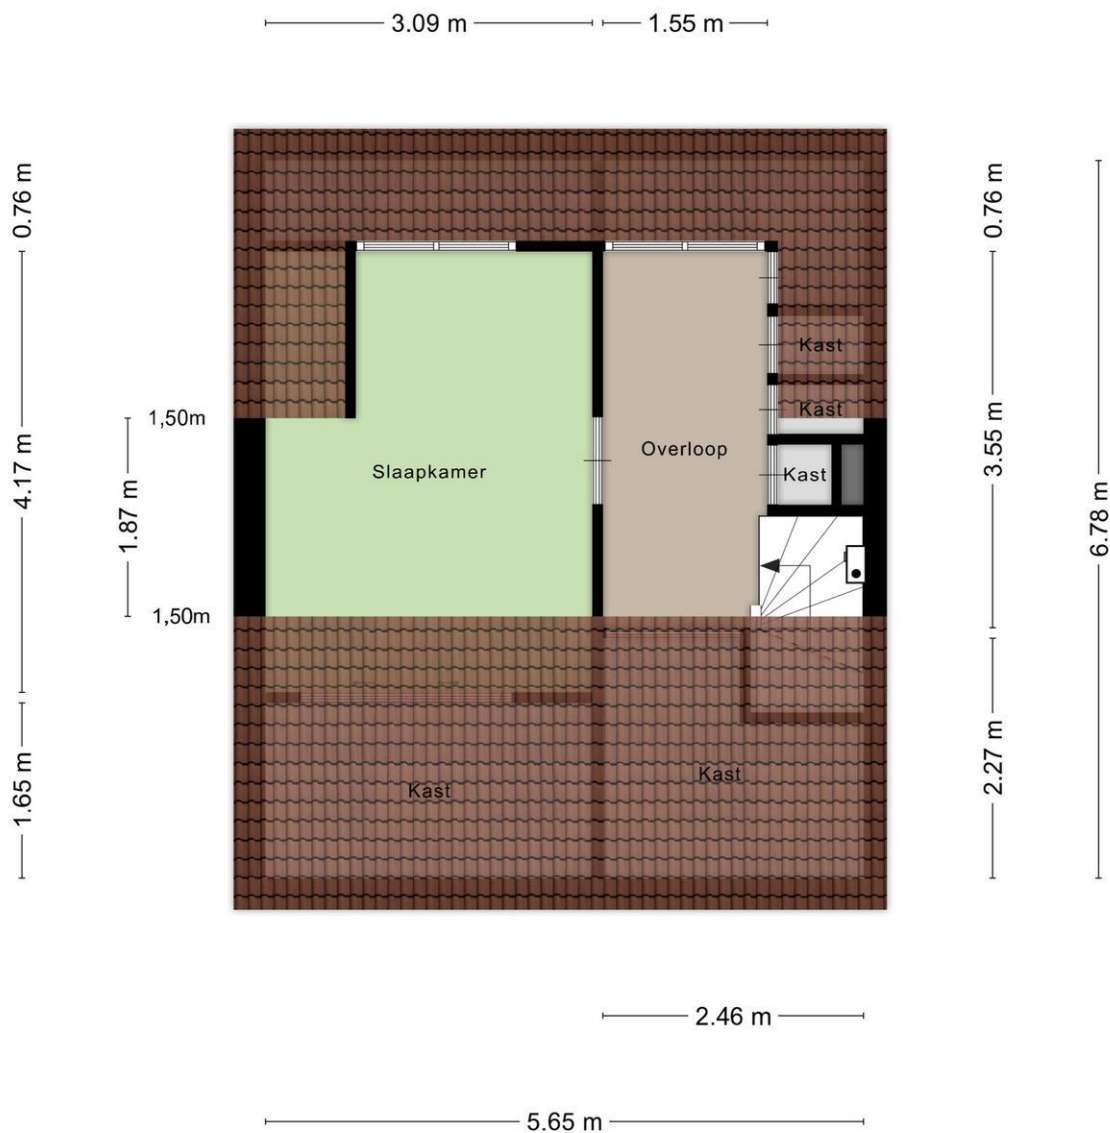 3.09 m
1.55 m
0.76 m
0.76 m
Kast
1,50m
Kast
Overloop
Slaapkamer
Kast
4.17 m
1.87 m
3.55 m
6.78 m
1,50m
Kast
Kast
1.65 m
2.27 m
2.46 m
5.65 m